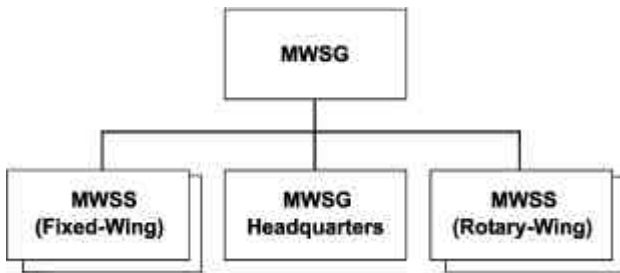 MWSG
MWSS
(Fixed-Wing)
MWSG
Headquarters
MWSS
(Rotary-Wing)